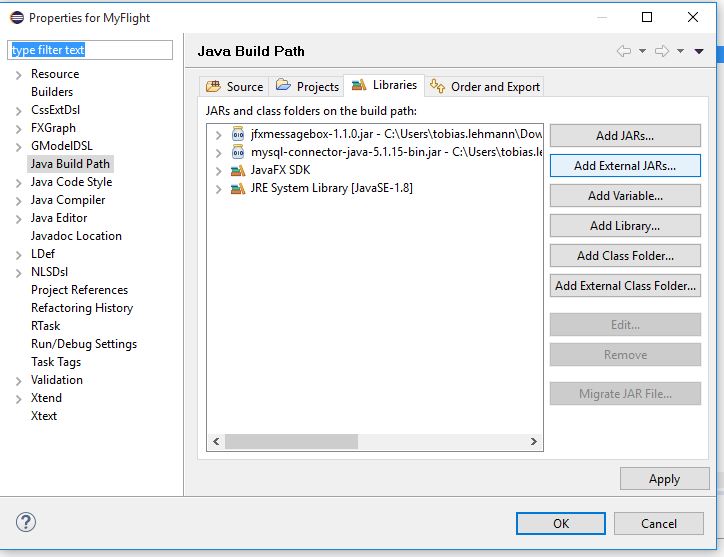 Properties for MyFlight
type filter text
Resource
Builders
CssExtDsl
FXGraph
GModelDSL
Java Build Path
Java Code Style
Java Compiler
Java Editor
Javadoc Location
LDef
NLSDsl
Project References
Refactoring History
RTask
Run/Debug Settings
Task Tags
Validation
Xtend
Xtext
Java Build Path
Source Projects Libraries Order and Export
JARs and class folders on the build path:
jfxmessagebox-1.1.0.jar - C:\Users\tobias.lehmann\Dow
mysql-connector-java-5.1.15-bin.jar - C:\Users\tobias.le
JavaFX SDK
JRE System Library [JavaSE-1.8]
Add JARs...
Add External JARs...
Add Variable...
Add Library...
Add Class Folder...
Add External Class Folder...
Edit...
Remove
Migrate JAR File...
Apply
OK Cancel